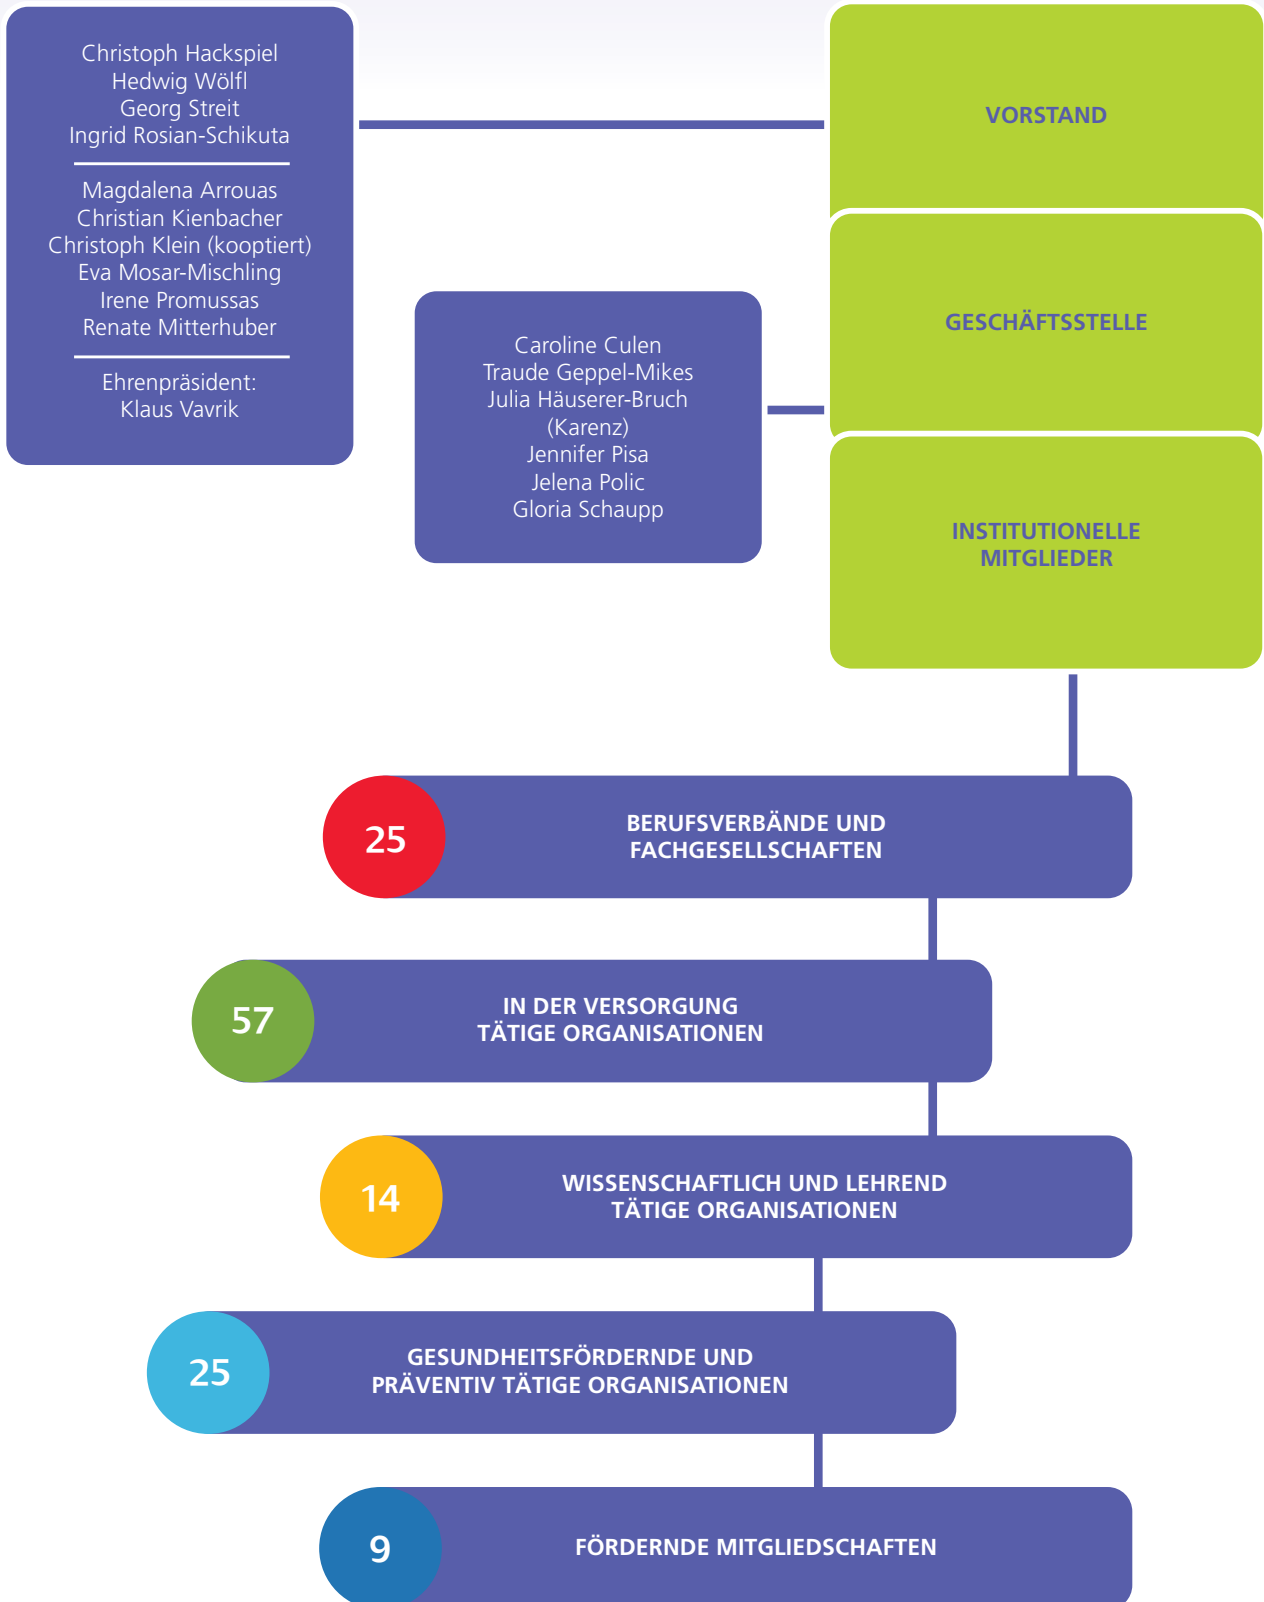 Christoph Hackspiel
Hedwig Wölfl
Georg Streit
Ingrid Rosian-Schikuta
Magdalena Arrouas
Christian Kienbacher
Christoph Klein (kooptiert)
Eva Mosar-Mischling
Irene Promussas
Renate Mitterhuber
Ehrenpräsident:
Klaus Vavrik
VORSTAND
GESCHÄFTSSTELLE
Caroline Culen
Traude Geppel-Mikes
Julia Häuserer-Bruch
(Karenz)
Jennifer Pisa
Jelena Polic
Gloria Schaupp
INSTITUTIONELLE
MITGLIEDER
25
BERUFSVERBÄNDE UND
FACHGESELLSCHAFTEN
57
IN DER VERSORGUNG
TÄTIGE ORGANISATIONEN
14
WISSENSCHAFTLICH UND LEHREND
TÄTIGE ORGANISATIONEN
25
GESUNDHEITSFÖRDERNDE UND
PRÄVENTIV TÄTIGE ORGANISATIONEN
9
FÖRDERNDE MITGLIEDSCHAFTEN